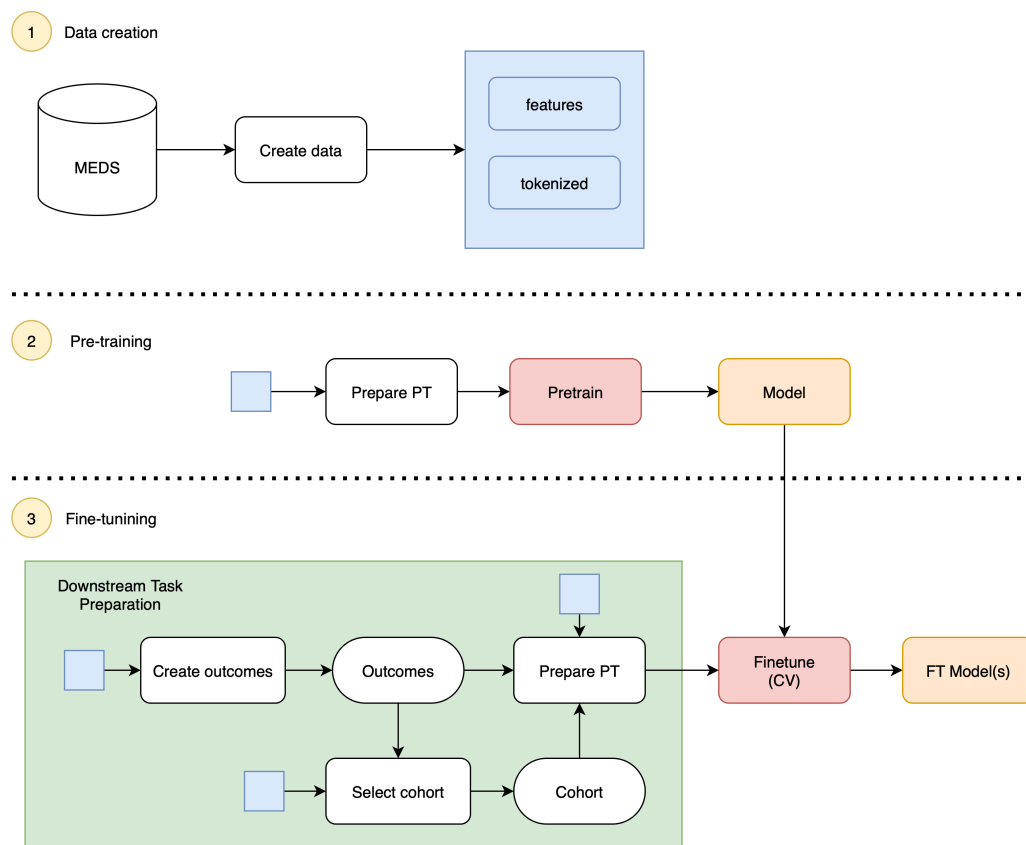 1
Data creation
MEDS
Create data
features
tokenized
2
Pre-training
Prepare PT
Pretrain
Model
3
Fine-tunining
Downstream Task
Preparation
Create outcomes
Outcomes
Prepare PT
Finetune
(CV)
FT Model(s)
Select cohort
Cohort